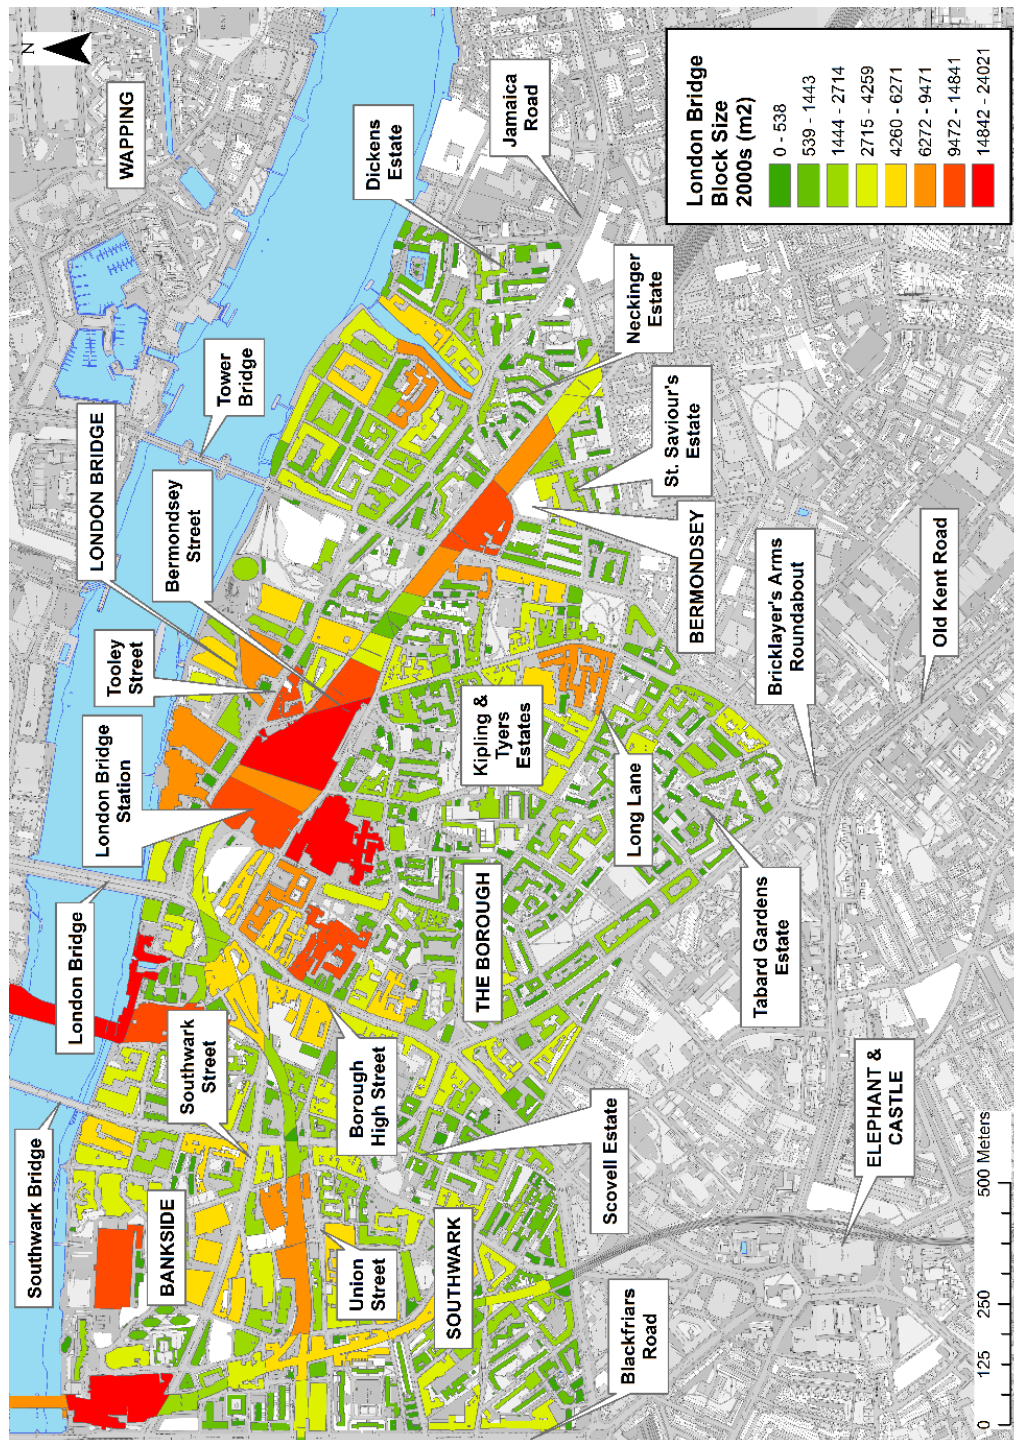 N
WAPPING
Tower
Bridge
LONDON BRIDGE
Bermondsey
Street
Tooley
Street
London Bridge
Station
London Bridge
Southwark
Street
Southwark Bridge
BANKSIDE
Dickens
Estate
Jamaica
Road
Neckinger
Estate
St. Saviour's
Estate
BERMONDSEY
Bricklayer's Arms
Roundabout
Old Kent Road
Kipling &
Tyers
Estates
Long Lane
Tabard Gardens
Estate
THE BOROUGH
Borough
High Street
Scovell Estate
Union
Street
SOUTHWARK
Blackfriars
Road
ELEPHANT &
CASTLE
London Bridge
Block Size
2000s (m2)
0 - 538
539 - 1443
1444 - 2714
2715 - 4259
4260 - 6271
6272 - 9471
9472 - 14841
14842 - 24021
0 125 250 500 Meters